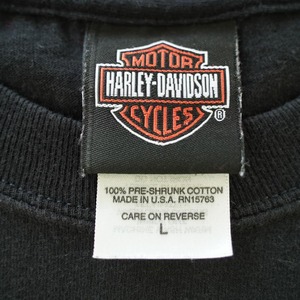 MOTOR
HARLEY-DAVIDSON
CYCLES
®
100% PRE-SHRUNK COTTON
MADE IN U.S.A. RN15763
CARE ON REVERSE
L